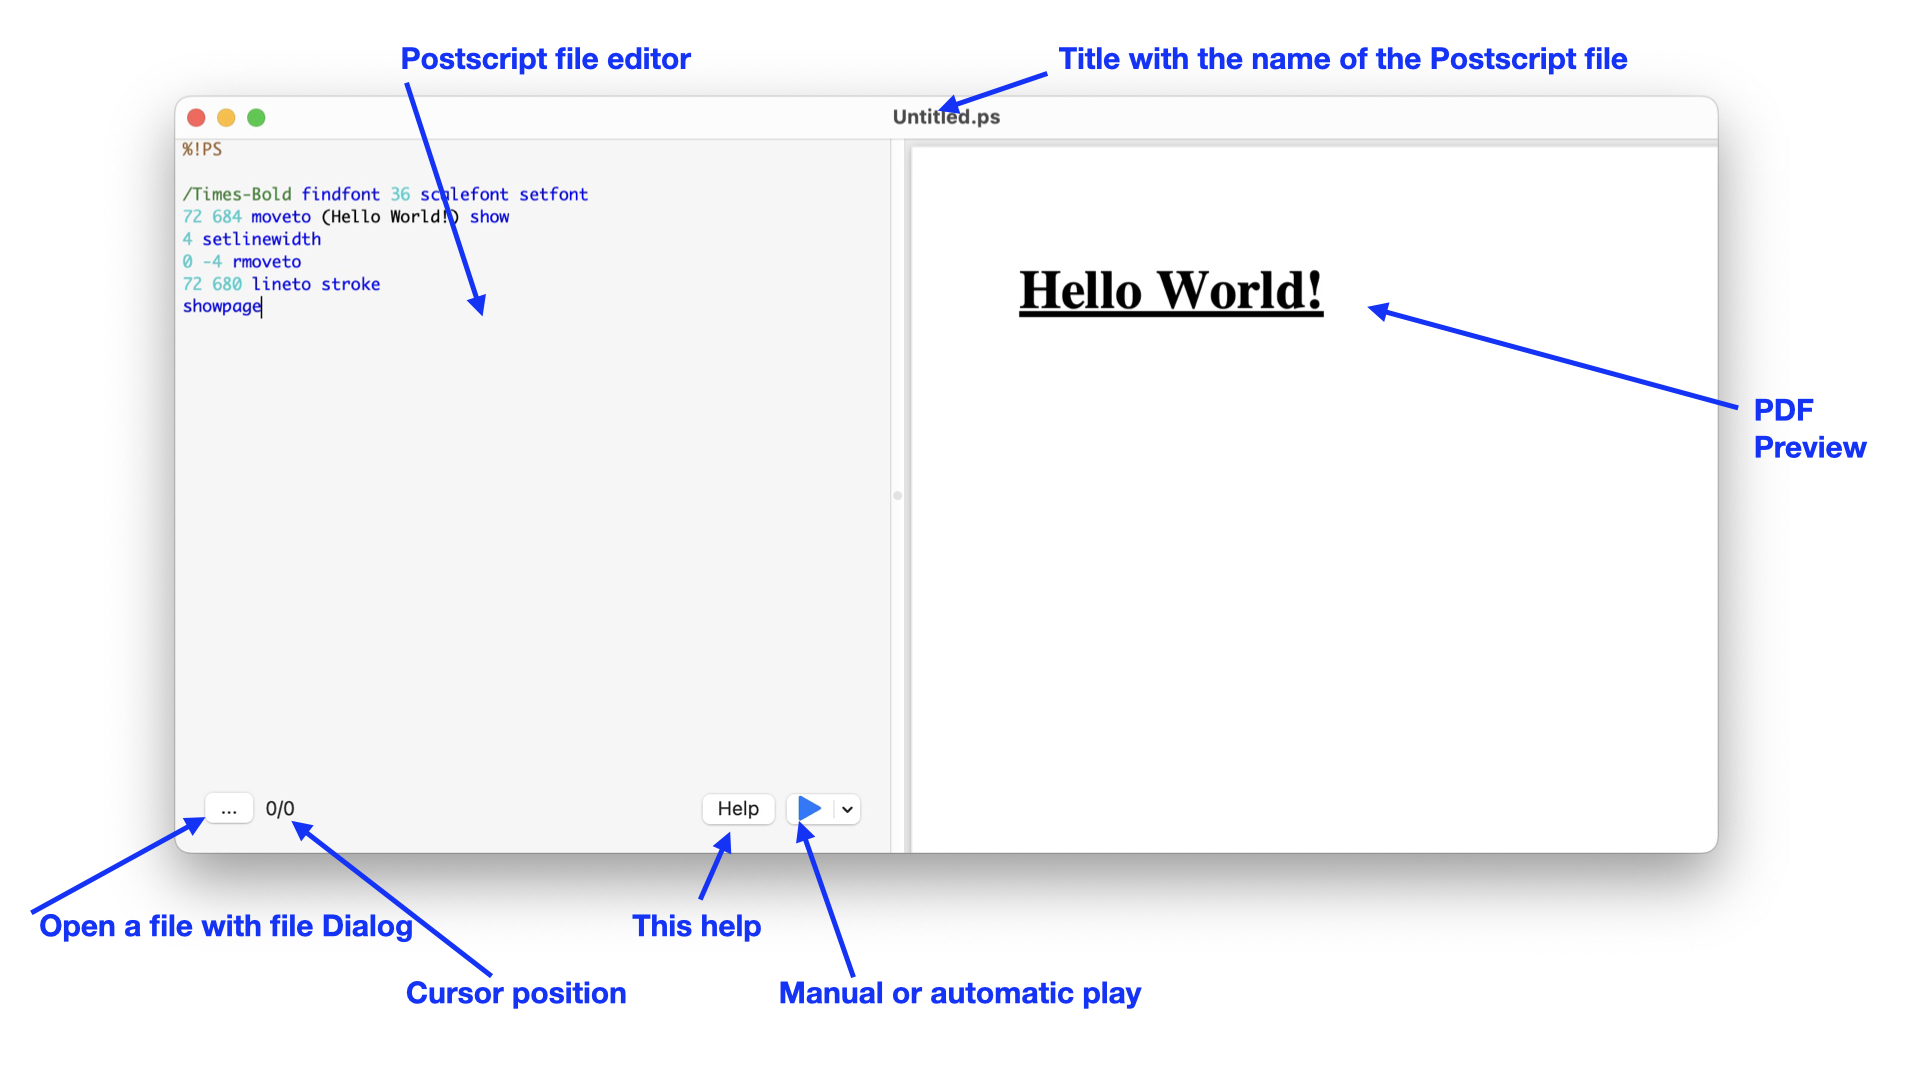 Postscript file editor
Title with the name of the Postscript file
Untitled.ps
%!PS
/Times-Bold findfont 36 scalefont setfont
72 684 moveto (Hello World!) show
4 setlinewidth
0 -4 rmoveto
72 680 lineto stroke
showpage
Hello World!
PDF
Preview
... 0/0
Help
Open a file with file Dialog
This help
Cursor position
Manual or automatic play